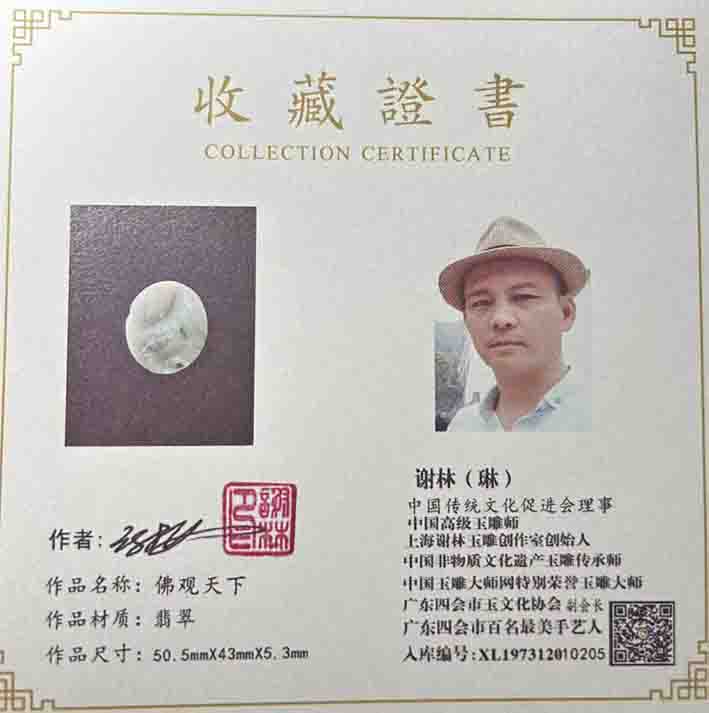 收藏證書
COLLECTION CERTIFICATE
谢林（琳）
中国传统文化促进会理事
中国高级玉雕师
上海谢林玉雕创作室创始人
中国非物质文化遗产玉雕传承师
中国玉雕大师网特别荣誉玉雕大师
广东四会市玉文化协会 副会长
广东四会市百名最美手艺人
入库编号:XL197312010205
作者:
作品名称: 佛观天下
作品材质: 翡翠
作品尺寸: 50.5mmX43mmX5.3mm